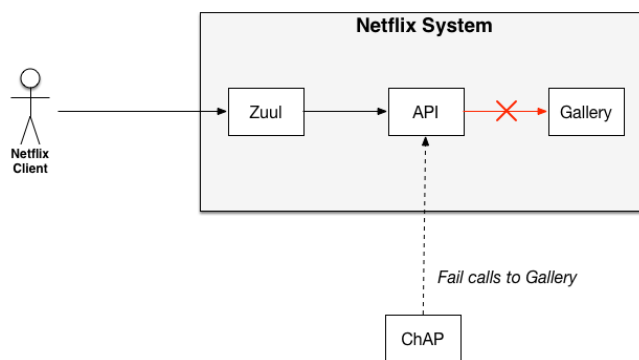 Netflix System
Zuul
API
Gallery
Netflix
Client
Fail calls to Gallery
ChAP